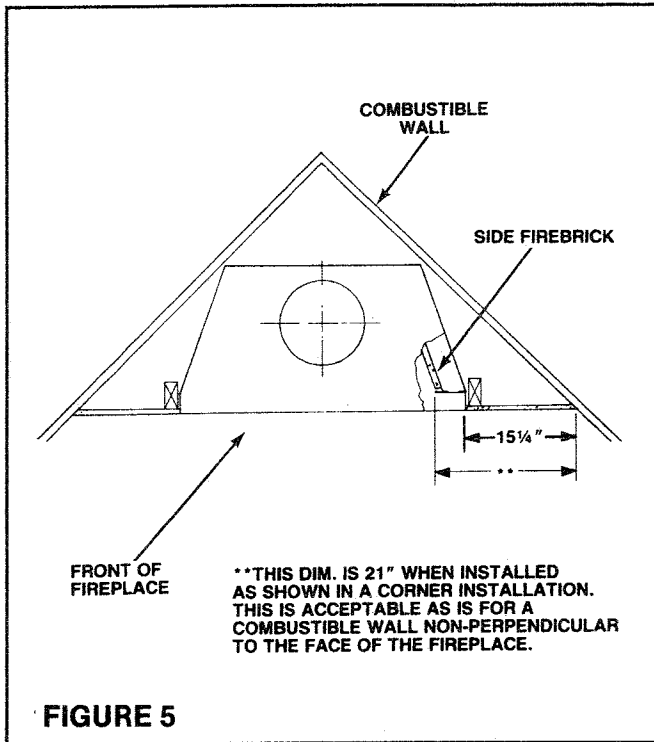 COMBUSTIBLE
WALL
SIDE FIREBRICK
15¼"
**
FRONT OF
FIREPLACE
**THIS DIM. IS 21" WHEN INSTALLED
AS SHOWN IN A CORNER INSTALLATION.
THIS IS ACCEPTABLE AS IS FOR A
COMBUSTIBLE WALL NON-PERPENDICULAR
TO THE FACE OF THE FIREPLACE.
FIGURE 5